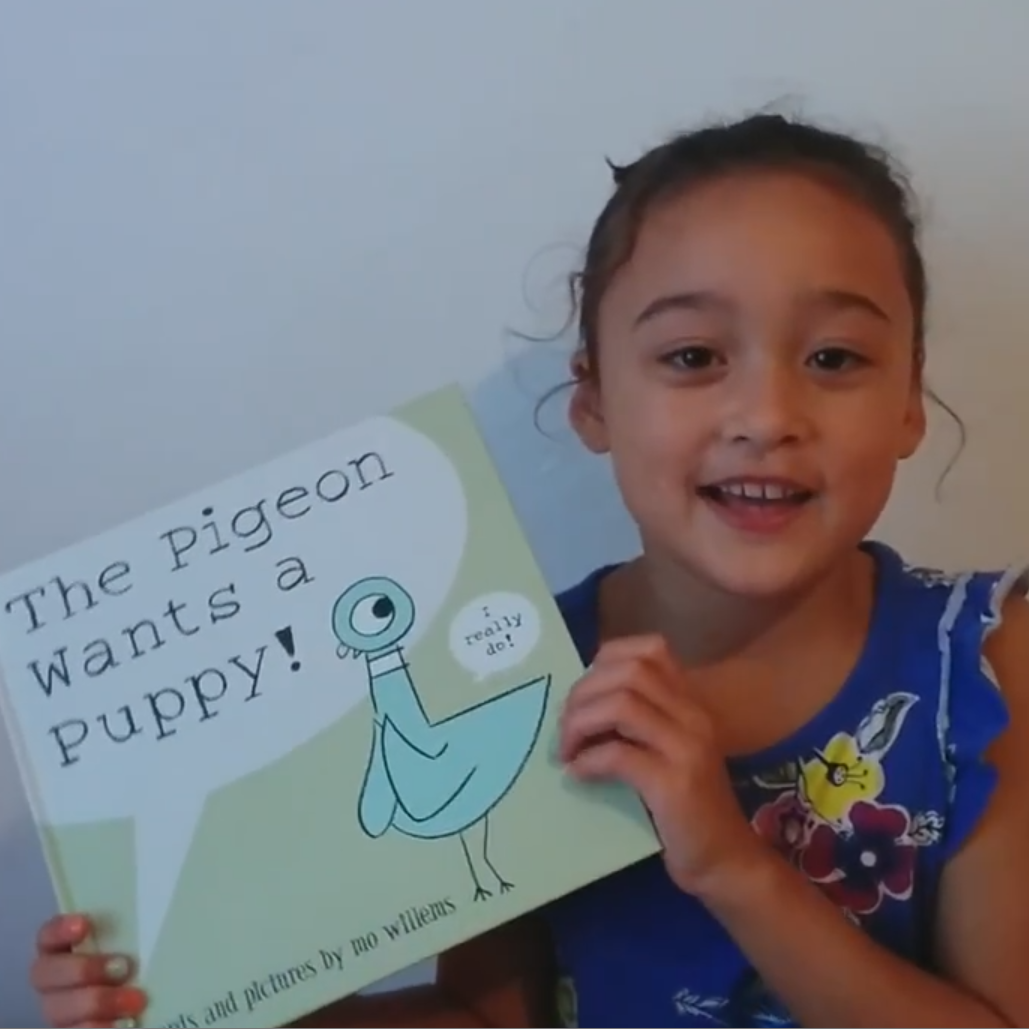 The Pigeon
Wants a
Puppy!
i
really
do!
and pictures by mo willems